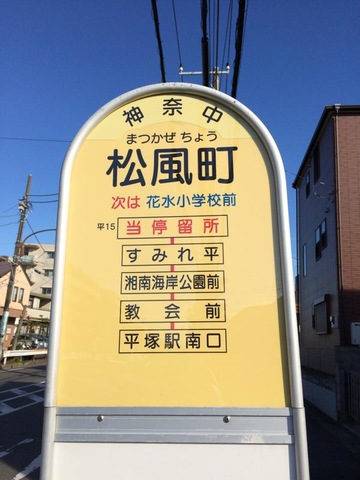 神奈中
まつかぜちょう
松風町
次は 花水小学校前
平15 当停留所
すみれ平
湘南海岸公園前
教会前
平塚駅南口